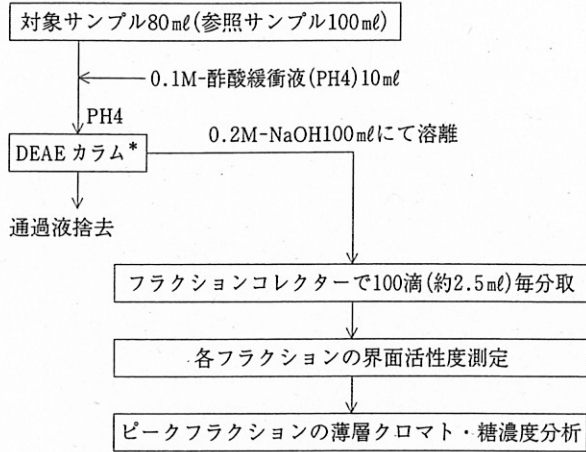 対象サンプル80㎖(参照サンプル100㎖)
0.1M-酢酸緩衝液(PH4)10㎖
PH4
0.2M-NaOH100㎖にて溶離
DEAEカラム*
通過液捨去
フラクションコレクターで100滴(約2.5㎖)毎分取
各フラクションの界面活性度測定
ピークフラクションの薄層クロマト・糖濃度分析